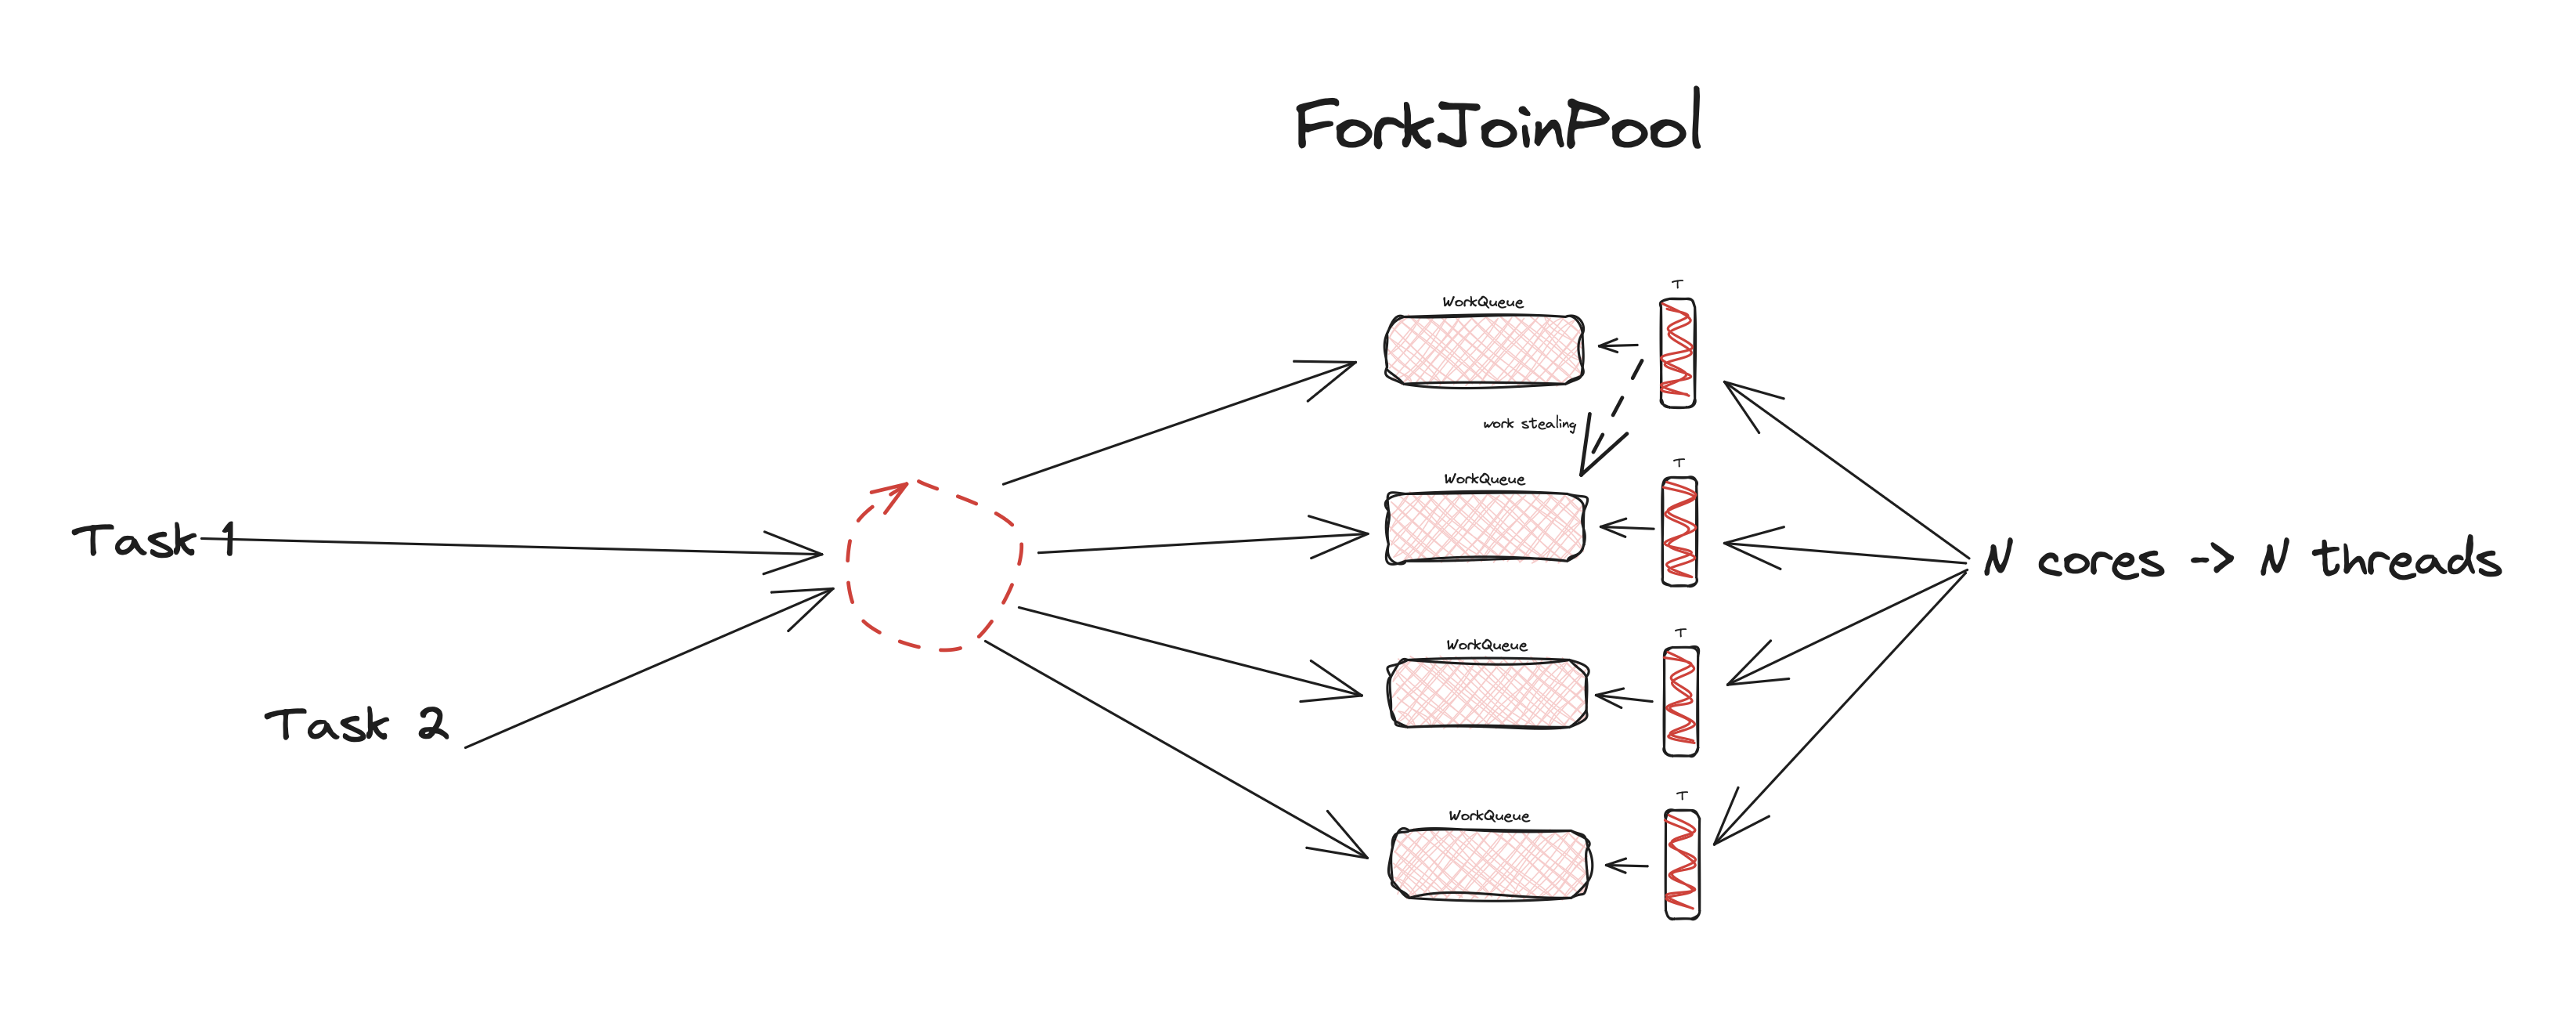 ForkJoinPool
T
WorkQueue
work stealing
T
WorkQueue
Task 1
N cores -> N threads
T
WorkQueue
Task 2
T
WorkQueue